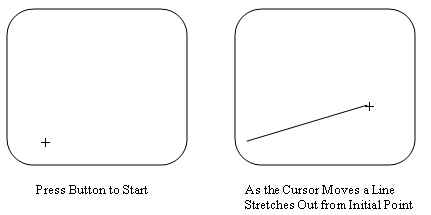 Press Button to Start
As the Cursor Moves a Line
Stretches Out from Initial Point